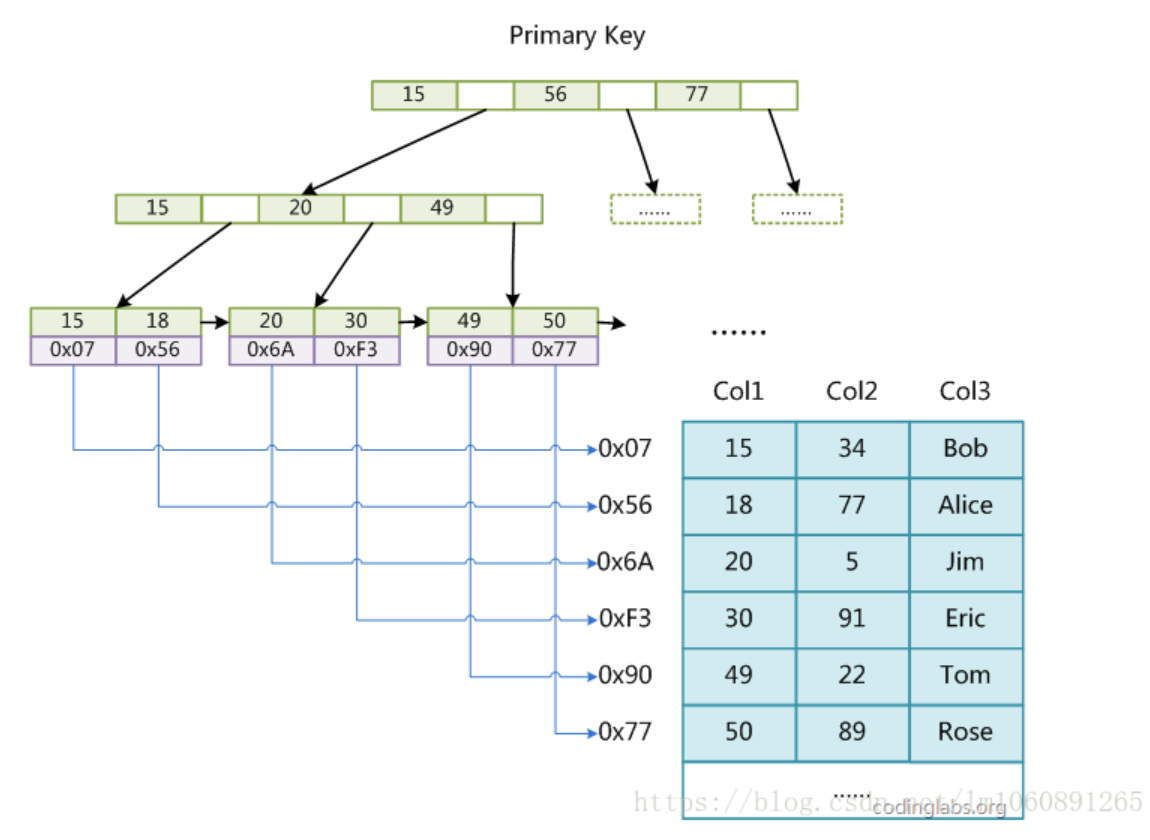 Primary Key
15 56 77
15 20 49
...... ......
15 18 20 30 49 50
0x07 0x56 0x6A 0xF3 0x90 0x77
......
Col1 Col2 Col3
0x07 15 34 Bob
0x56 18 77 Alice
0x6A 20 5 Jim
0xF3 30 91 Eric
0x90 49 22 Tom
0x77 50 89 Rose
......
https://blog.csdn.net/lm1060891265
codinglabs.org